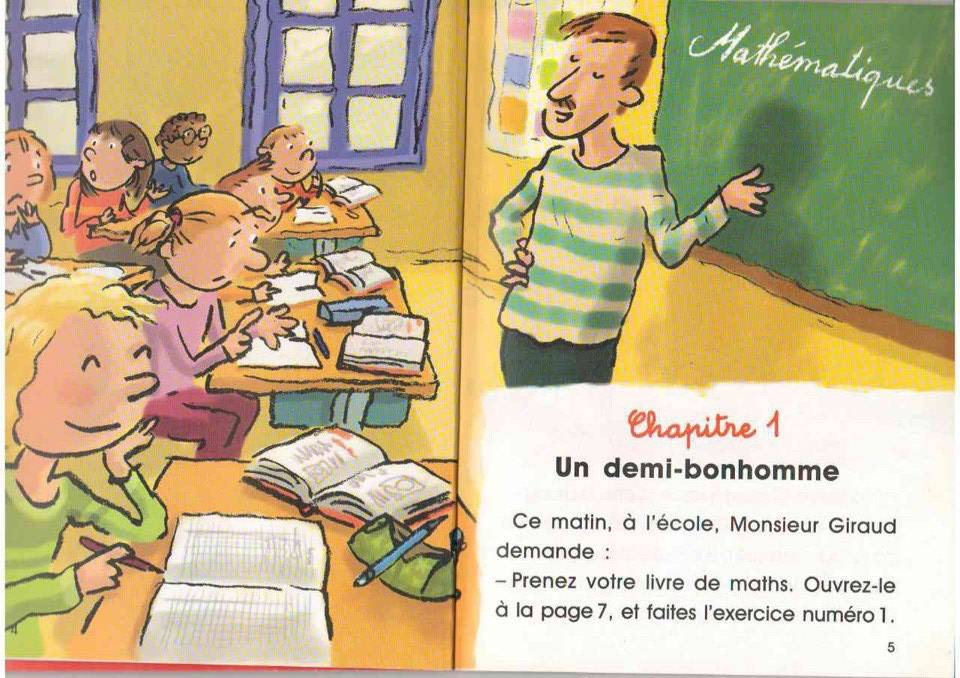 Mathématiques
Chapitre 1
Un demi-bonhomme
Ce matin, à l'école, Monsieur Giraud
demande :
– Prenez votre livre de maths. Ouvrez-le
à la page 7, et faites l'exercice numéro 1.
5